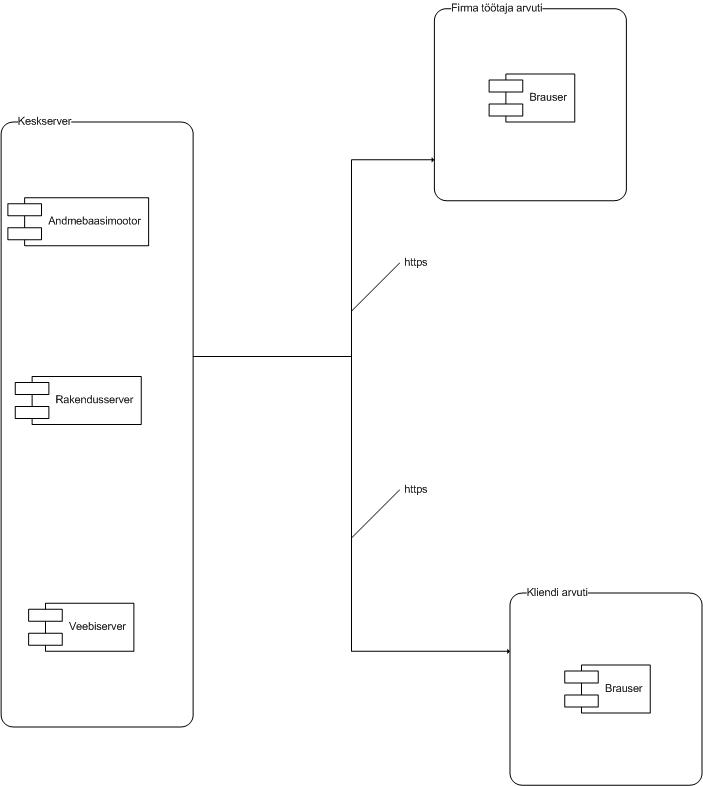 Firma töötaja arvuti
Brauser
Keskserver
Andmebaasimootor
https
Rakendusserver
https
Kliendi arvuti
Veebiserver
Brauser